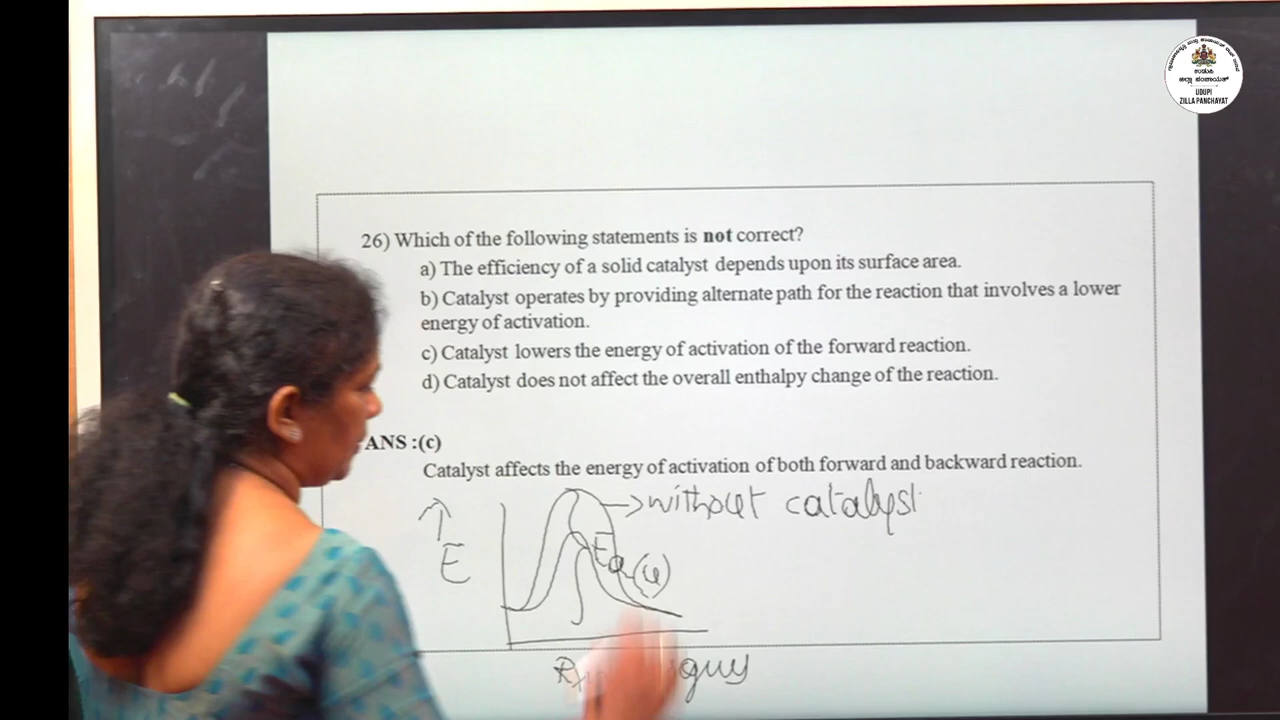 ಉಡುಪಿ
ಜಿಲ್ಲಾ ಪಂಚಾಯತ್
UDUPI
ZILLA PANCHAYAT
26) Which of the following statements is not correct?
a) The efficiency of a solid catalyst depends upon its surface area.
b) Catalyst operates by providing alternate path for the reaction that involves a lower
energy of activation.
c) Catalyst lowers the energy of activation of the forward reaction.
d) Catalyst does not affect the overall enthalpy change of the reaction.
ANS :(c)
Catalyst affects the energy of activation of both forward and backward reaction.
without catalyst
E
Ea